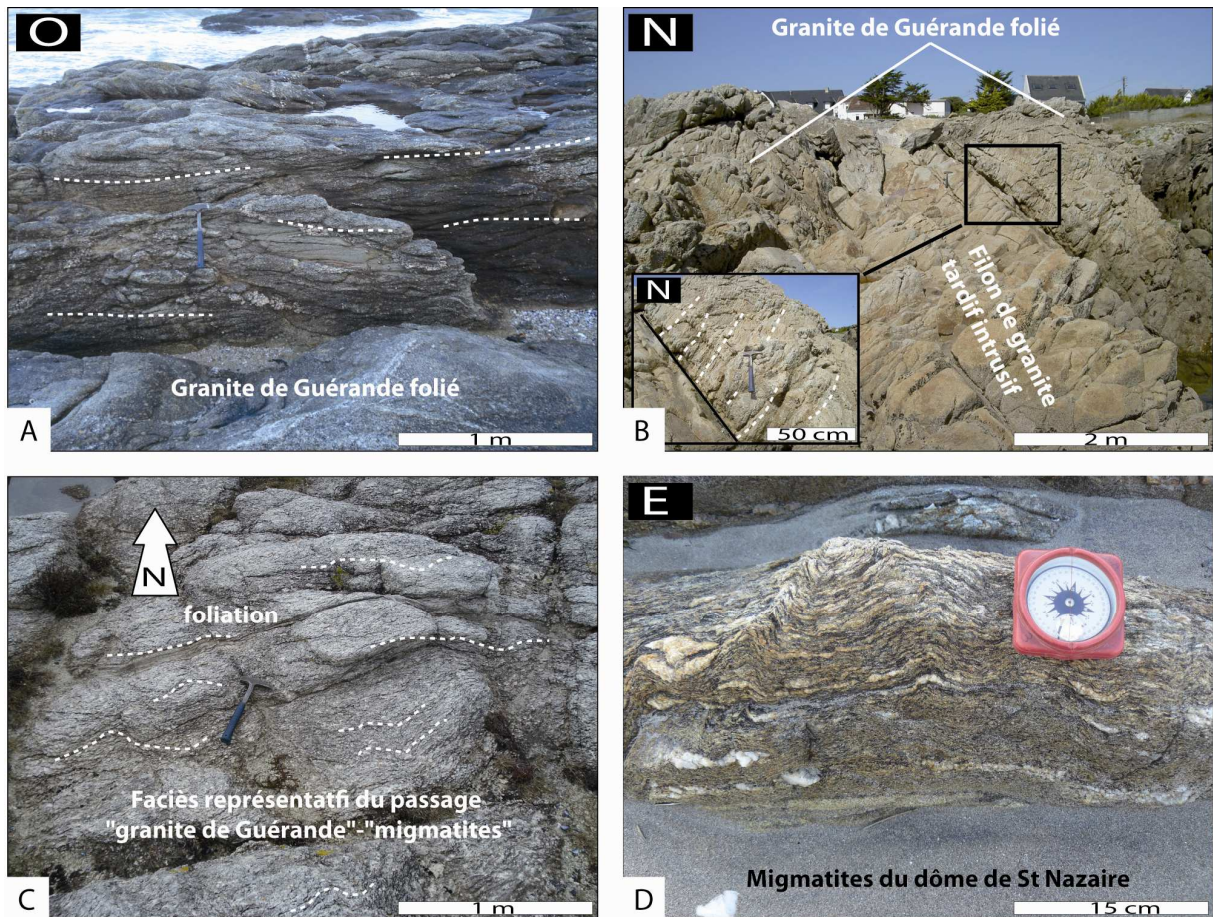 O
Granite de Guérande folié
A
1 m
N
Granite de Guérande folié
Filon de granite
tardif intrusif
N
50 cm
B
2 m
N
foliation
Faciès représentatfi du passage
"granite de Guérande"-"migmatites"
C
1 m
E
Migmatites du dôme de St Nazaire
D
15 cm